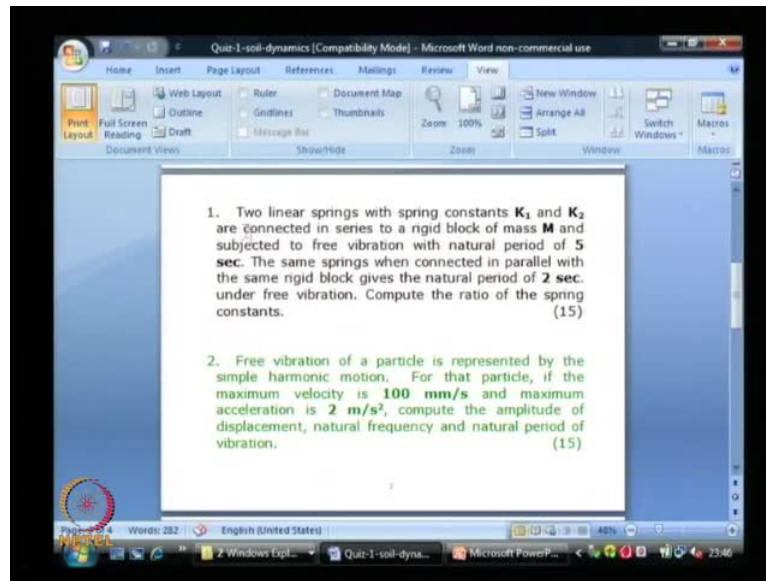 Quiz-1-soil-dynamics [Compatibility Mode] - Microsoft Word non-commercial use
Home Insert Page Layout References Mailings Review View
Print Layout
Full Screen Reading
Web Layout
Outline
Draft
Document Views
Ruler
Gridlines
Message Bar
Document Map
Thumbnails
Show/Hide
Zoom
100%
Zoom
New Window
Arrange All
Split
Switch Windows
Window
Macros
Macros
1. Two linear springs with spring constants K1 and K2
are connected in series to a rigid block of mass M and
subjected to free vibration with natural period of 5
sec. The same springs when connected in parallel with
the same rigid block gives the natural period of 2 sec.
under free vibration. Compute the ratio of the spring
constants. (15)
2. Free vibration of a particle is represented by the
simple harmonic motion. For that particle, if the
maximum velocity is 100 mm/s and maximum
acceleration is 2 m/s², compute the amplitude of
displacement, natural frequency and natural period of
vibration. (15)
2
Words: 282 English (United States) 48%
NPTEL
2 Windows Expl... Quiz-1-soil-dyna... Microsoft PowerP... 23:46